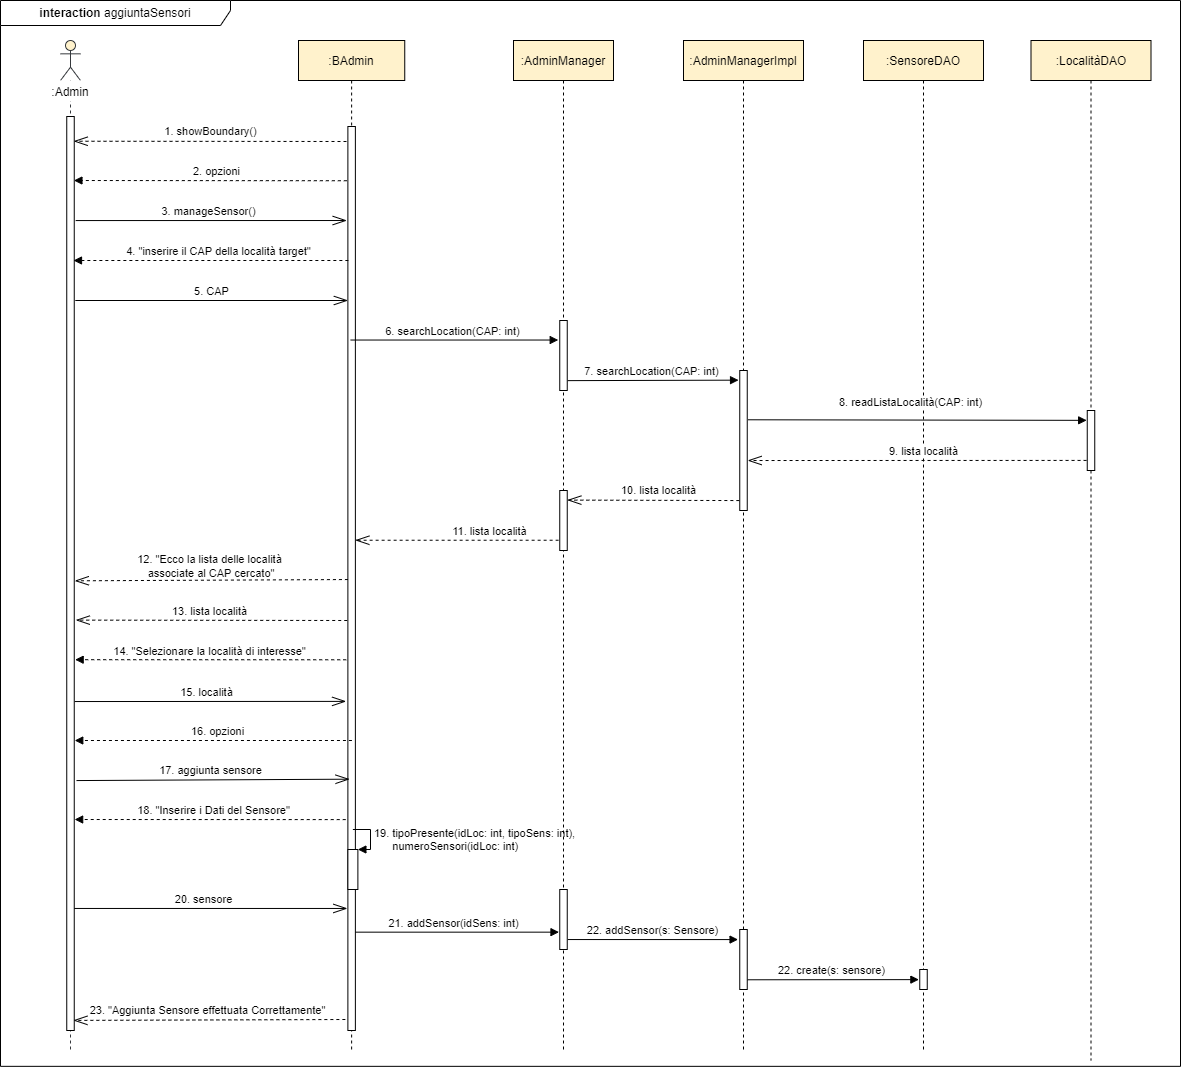 interaction aggiuntaSensori
:Admin
:BAdmin
:AdminManager
:AdminManagerImpl
:SensoreDAO
:LocalitàDAO
1. showBoundary()
2. opzioni
3. manageSensor()
4. "inserire il CAP della località target"
5. CAP
6. searchLocation(CAP: int)
7. searchLocation(CAP: int)
8. readListaLocalità(CAP: int)
9. lista località
10. lista località
11. lista località
12. "Ecco la lista delle località
associate al CAP cercato"
13. lista località
14. "Selezionare la località di interesse"
15. località
16. opzioni
17. aggiunta sensore
18. "Inserire i Dati del Sensore"
19. tipoPresente(idLoc: int, tipoSens: int),
numeroSensori(idLoc: int)
20. sensore
21. addSensor(idSens: int)
22. addSensor(s: Sensore)
22. create(s: sensore)
23. "Aggiunta Sensore effettuata Correttamente"